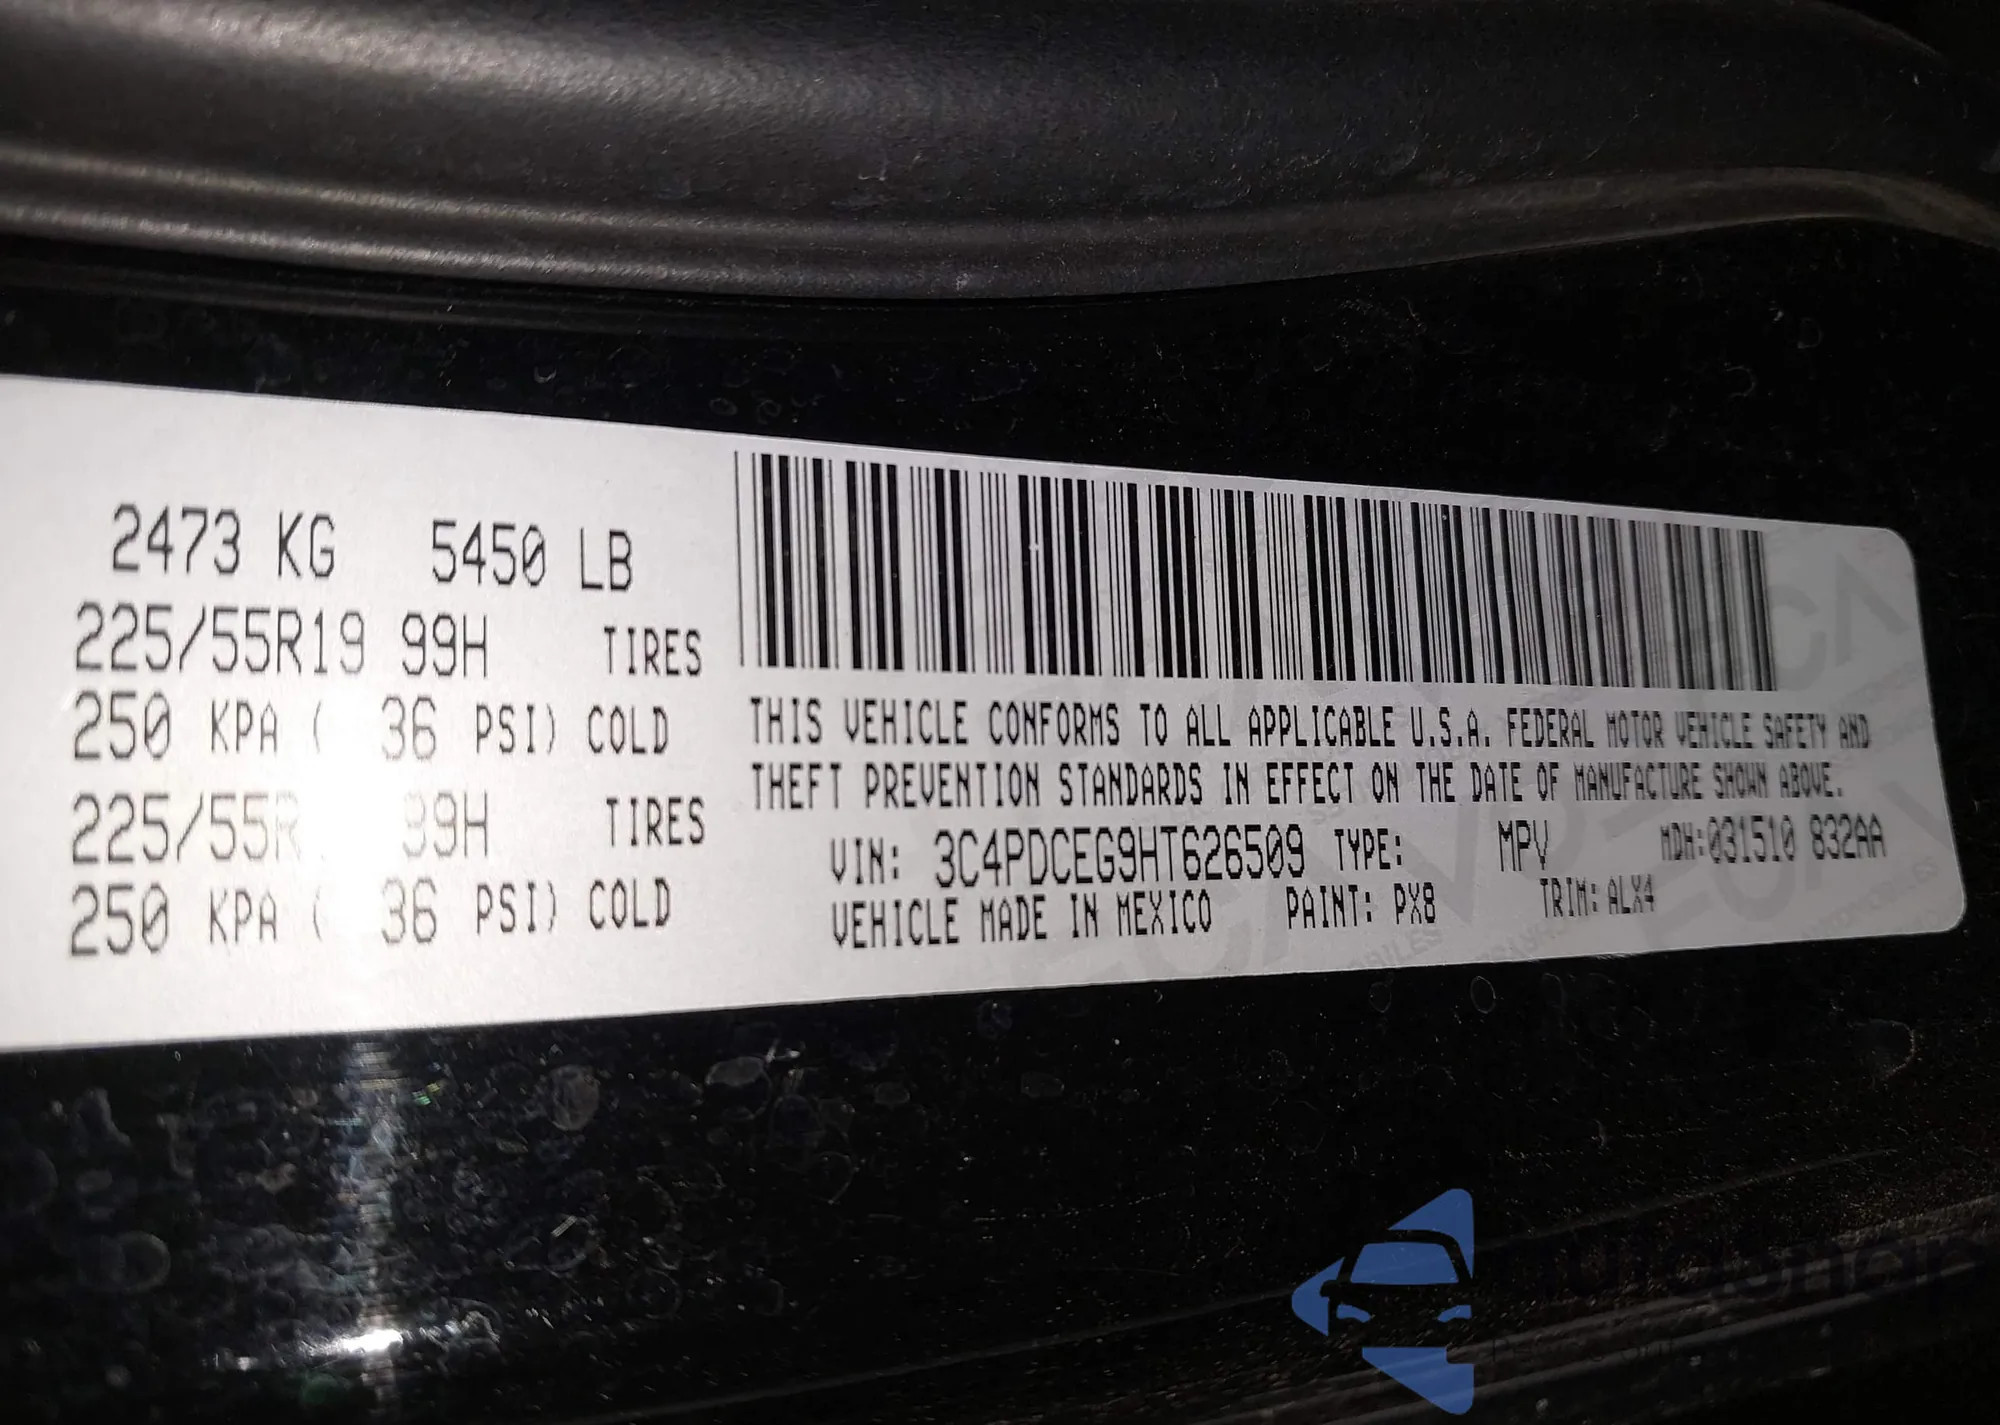 2473 KG 5450 LB
225/55R19 99H TIRES
250 KPA ( 36 PSI) COLD
225/55R 99H TIRES
250 KPA ( 36 PSI) COLD
THIS VEHICLE CONFORMS TO ALL APPLICABLE U.S.A. FEDERAL MOTOR VEHICLE SAFETY AND
THEFT PREVENTION STANDARDS IN EFFECT ON THE DATE OF MANUFACTURE SHOWN ABOVE.
VIN: 3C4PDCEG9HT626509 TYPE: MPV MDH:031510 832AA
VEHICLE MADE IN MEXICO PAINT: PX8 TRIM: ALX4